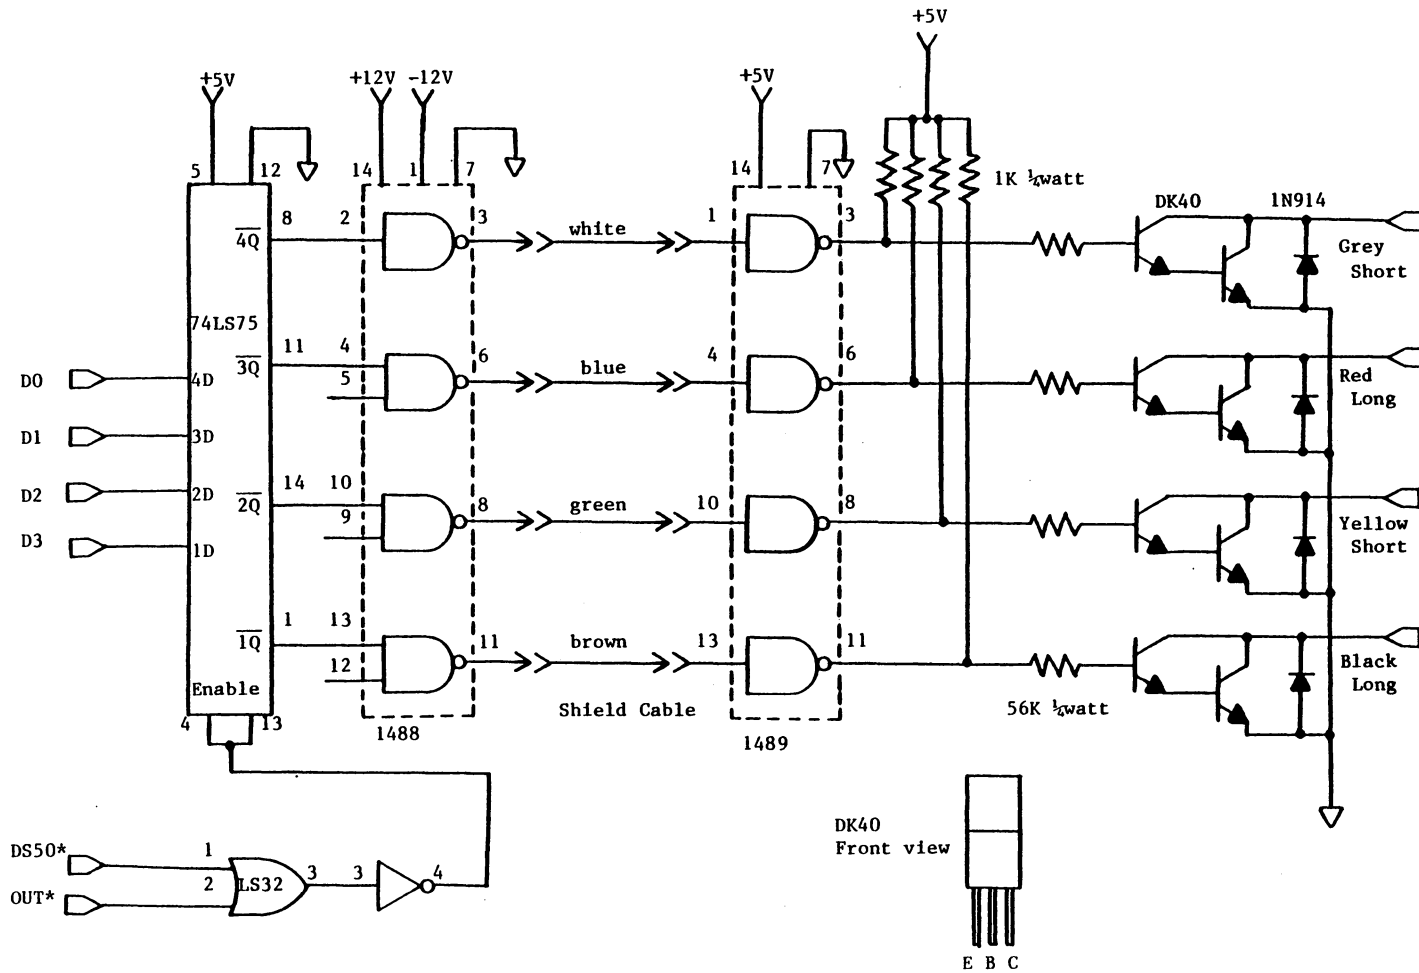 +5V
+5V
+12V -12V
+5V
5 12
14 1 7
14 7
1K ¼watt
DK40 1N914
8 2 3 white 1 3
4Q
Grey
Short
74LS75
11 4 6 blue 4 6
3Q
5
D0 4D
Red
Long
D1 3D
D2 2D
14 10 8 green 10 8
2Q
9
D3 1D
Yellow
Short
1 13 11 brown 13 11
1Q
12
Black
Long
Enable
4 13
Shield Cable
56K ¼watt
1488
1489
DK40
Front view
DS50* 1
2 LS32 3 3 4
OUT*
E B C